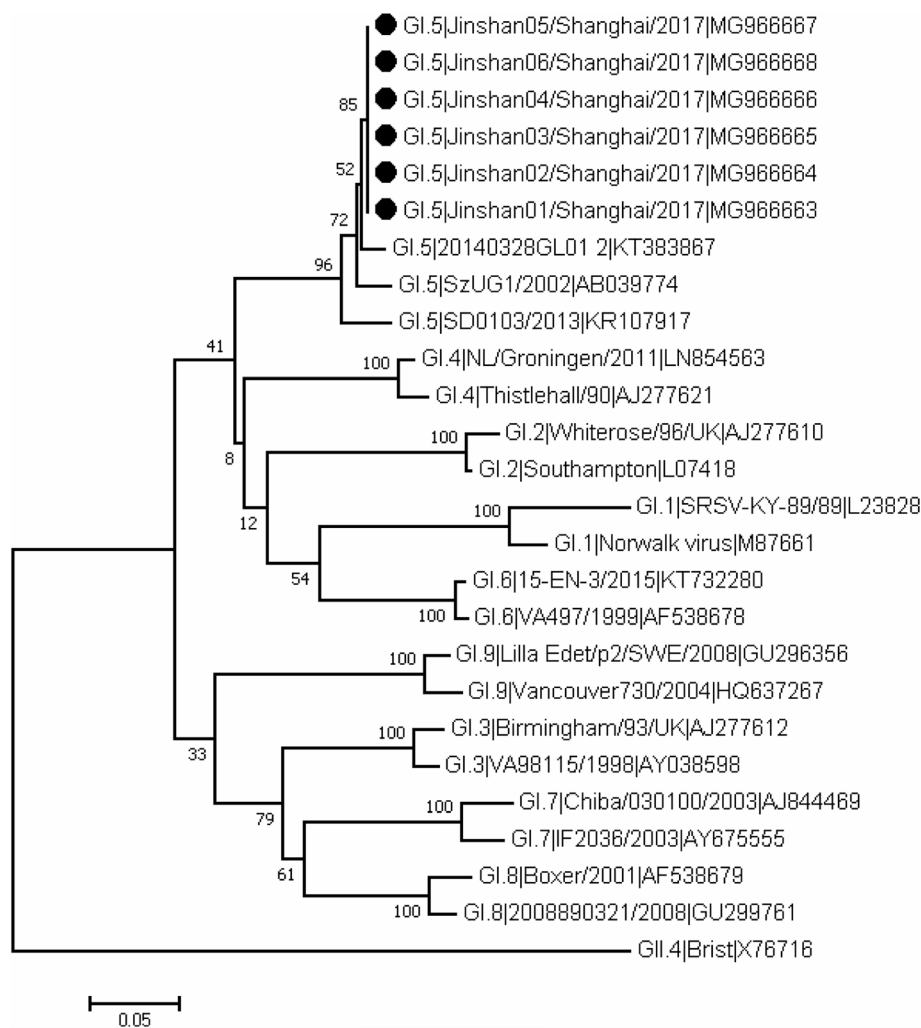 GI.5|Jinshan05/Shanghai/2017|MG966667
GI.5|Jinshan06/Shanghai/2017|MG966668
85
GI.5|Jinshan04/Shanghai/2017|MG966666
GI.5|Jinshan03/Shanghai/2017|MG966665
52
GI.5|Jinshan02/Shanghai/2017|MG966664
GI.5|Jinshan01/Shanghai/2017|MG966663
72
GI.5|20140328GL01 2|KT383867
96
GI.5|SzUG1/2002|AB039774
GI.5|SD0103/2013|KR107917
41
100
GI.4|NL/Groningen/2011|LN854563
GI.4|Thistlehall/90|AJ277621
100
GI.2|Whiterose/96/UK|AJ277610
8
GI.2|Southampton|L07418
100
GI.1|SRSV-KY-89/89|L23828
12
GI.1|Norwalk virus|M87661
54
GI.6|15-EN-3/2015|KT732280
100
GI.6|VA497/1999|AF538678
100
GI.9|Lilla Edet/p2/SWE/2008|GU296356
GI.9|Vancouver730/2004|HQ637267
33
100
GI.3|Birmingham/93/UK|AJ277612
GI.3|VA98115/1998|AY038598
79
100
GI.7|Chiba/030100/2003|AJ844469
GI.7|IF2036/2003|AY675555
61
GI.8|Boxer/2001|AF538679
100
GI.8|2008890321/2008|GU299761
GII.4|Brist|X76716
0.05